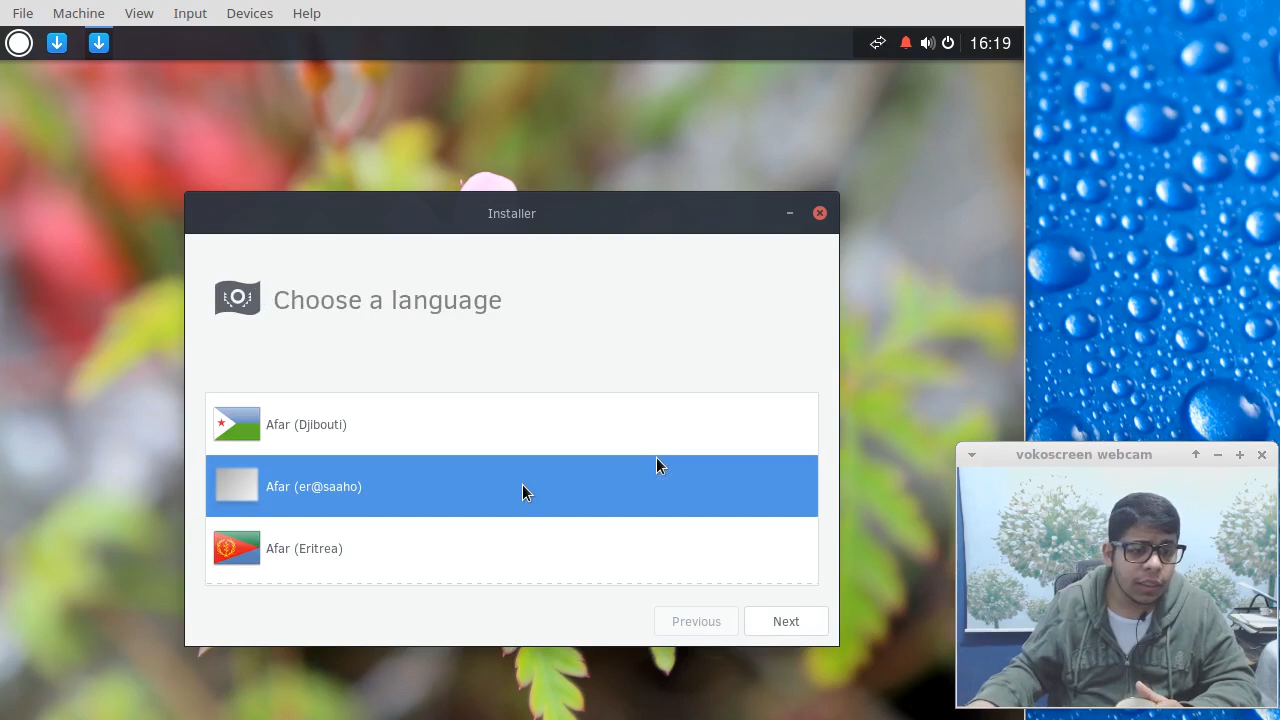 File Machine View Input Devices Help
16:19
Installer
Choose a language
Afar (Djibouti)
Afar (er@saaho)
Afar (Eritrea)
Previous Next
vokoscreen webcam